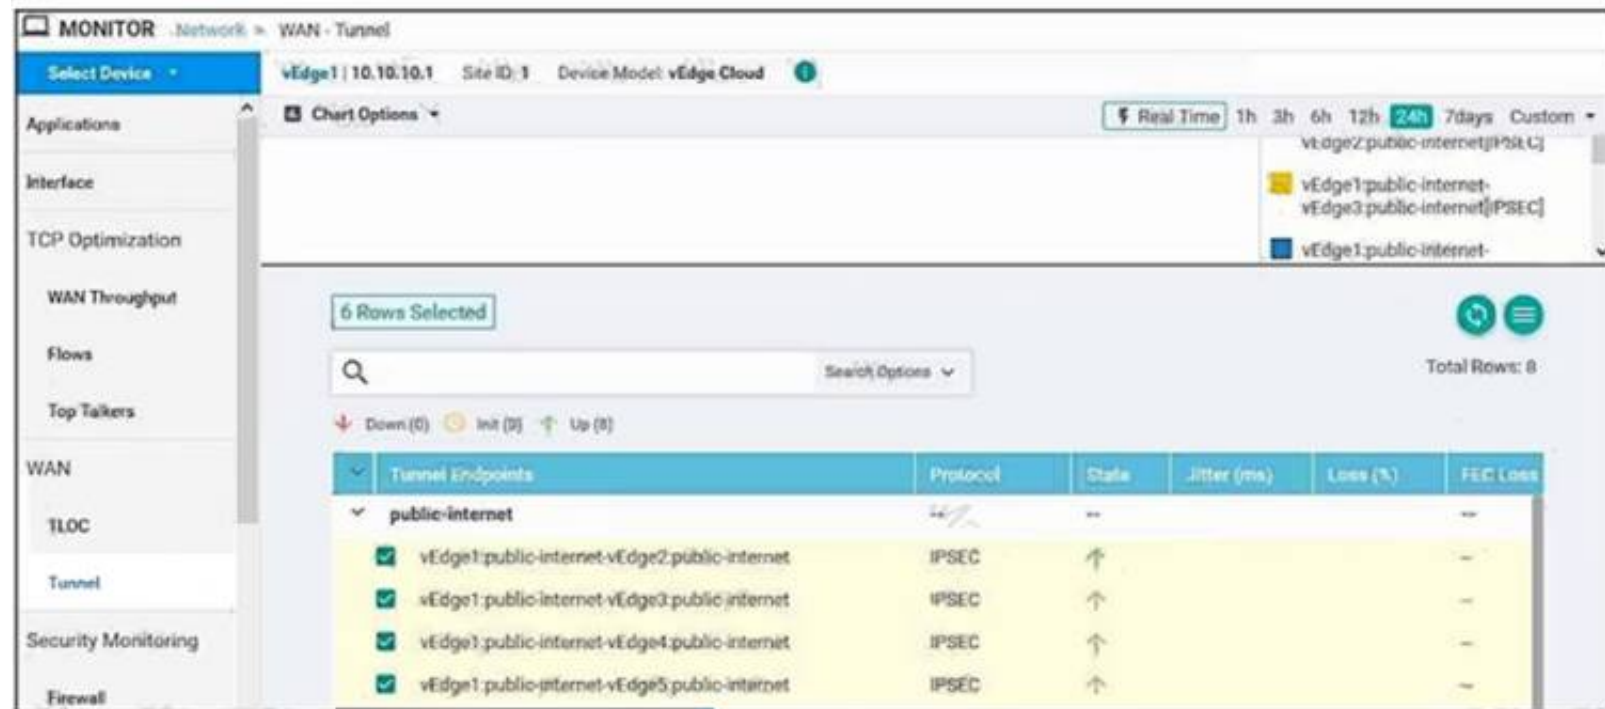 MONITOR Network > WAN - Tunnel
Select Device
vEdge1 | 10.10.10.1 Site ID: 1 Device Model: vEdge Cloud
Applications
Chart Options
Real Time 1h 3h 6h 12h 24h 7days Custom
vEdge2:public-internet[IPSEC]
Interface
vEdge1:public-internet-
vEdge3:public-internet[IPSEC]
TCP Optimization
vEdge1:public-internet-
WAN Throughput
6 Rows Selected
Flows
Search Options
Total Rows: 8
Top Talkers
Down (0) Init (0) Up (8)
WAN
Tunnel Endpoints Protocol State Jitter (ms) Loss (%) FEC Loss
TLOC
public-internet -- -- --
vEdge1:public-internet-vEdge2:public-internet IPSEC --
Tunnel
vEdge1:public-internet-vEdge3:public-internet IPSEC --
Security Monitoring
vEdge1:public-internet-vEdge4:public-internet IPSEC --
vEdge1:public-internet-vEdge5:public-internet IPSEC --
Firewall